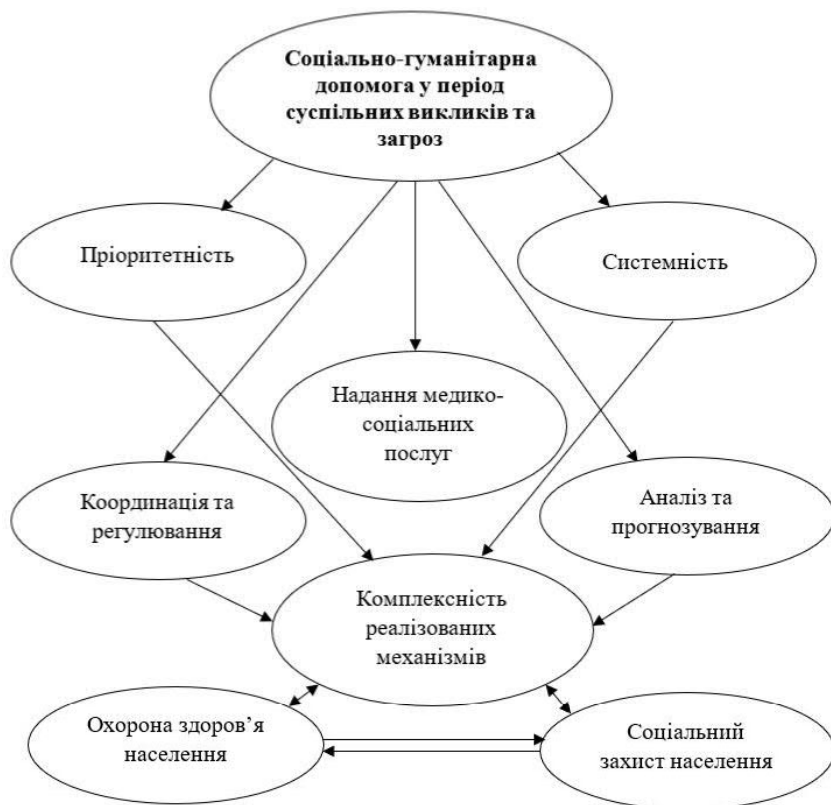 Соціально-гуманітарна
допомога у період
суспільних викликів та
загроз
Пріоритетність
Системність
Надання медико-
соціальних
послуг
Координація та
регулювання
Аналіз та
прогнозування
Комплексність
реалізованих
механізмів
Охорона здоров’я
населення
Соціальний
захист населення